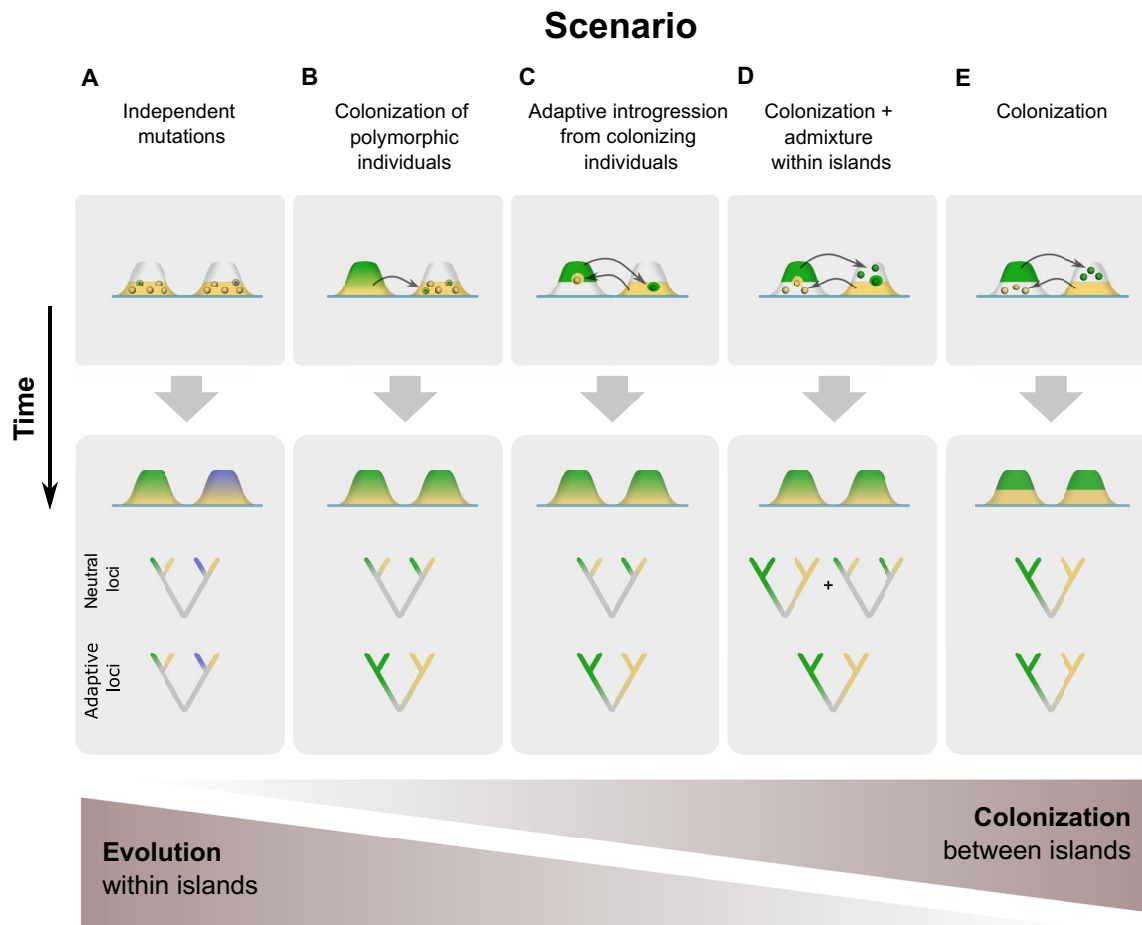 Scenario
A
Independent
mutations
B
Colonization of
polymorphic
individuals
C
Adaptive introgression
from colonizing
individuals
D
Colonization +
admixture
within islands
E
Colonization
Time
Neutral
loci
+
Adaptive
loci
Evolution
within islands
Colonization
between islands